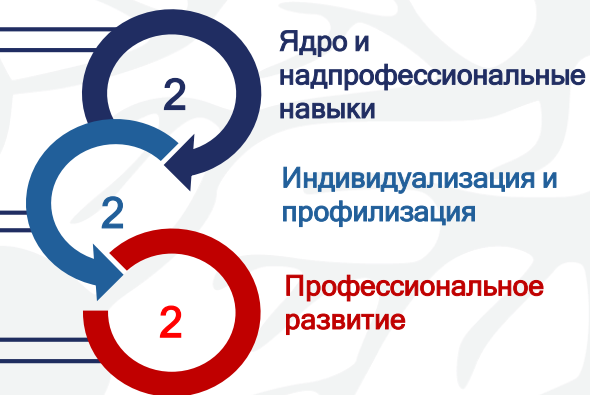 2
Ядро и
надпрофессиональные
навыки
2
Индивидуализация и
профилизация
2
Профессиональное
развитие